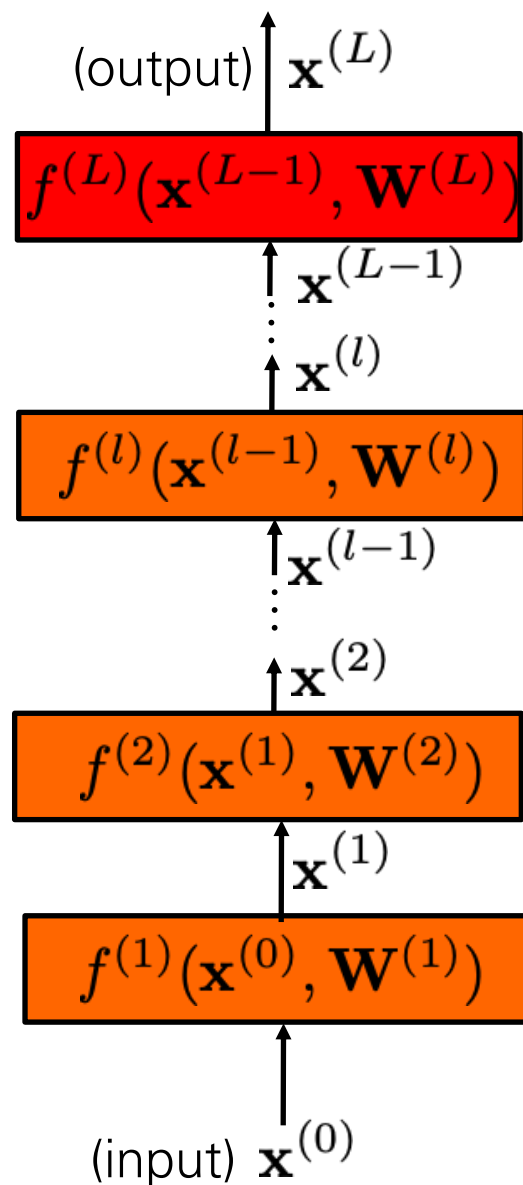 (output) x^(L)
f^(L)(x^(L−1), W^(L))
x^(L−1)
⋮
x^(l)
f^(l)(x^(l−1), W^(l))
x^(l−1)
⋮
x^(2)
f^(2)(x^(1), W^(2))
x^(1)
f^(1)(x^(0), W^(1))
(input) x^(0)